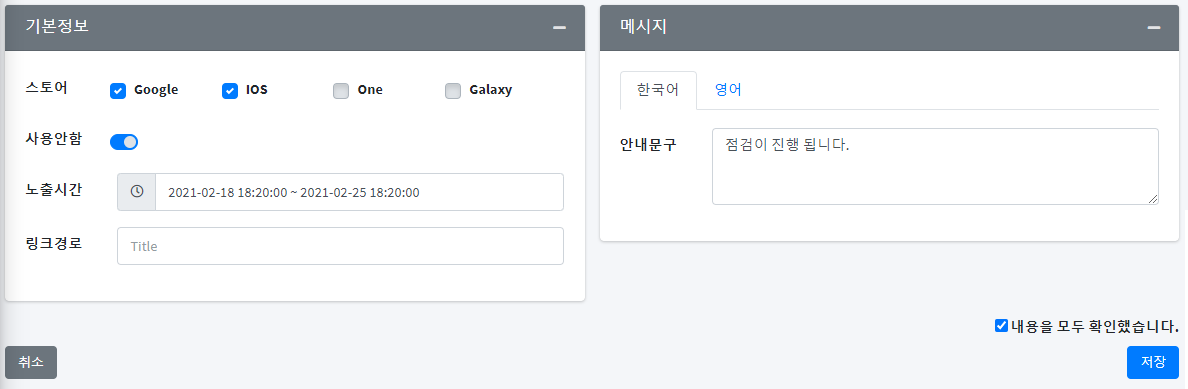 기본정보
스토어 Google IOS One Galaxy
사용안함
노출시간 2021-02-18 18:20:00 ~ 2021-02-25 18:20:00
링크경로 Title
메시지
한국어 영어
안내문구 점검이 진행 됩니다.
내용을 모두 확인했습니다.
취소 저장